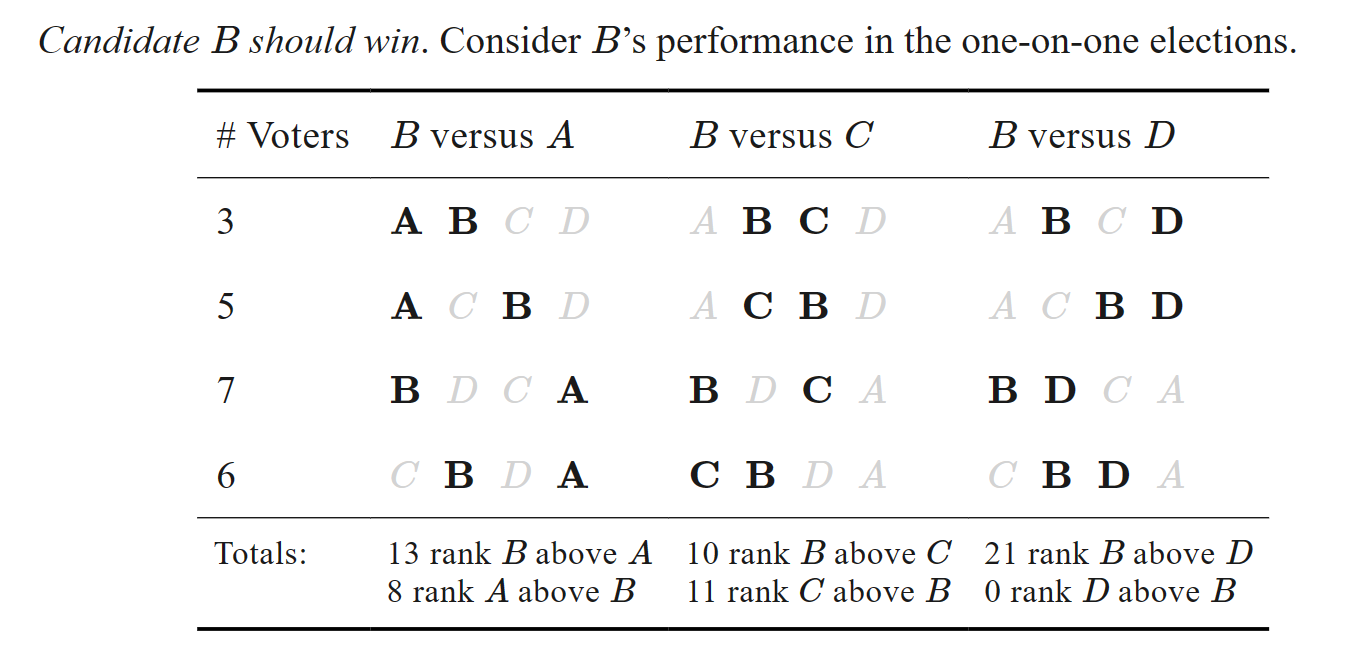 Candidate B should win. Consider B’s performance in the one-on-one elections.
# Voters B versus A B versus C B versus D
3 A B C D A B C D A B C D
5 A C B D A C B D A C B D
7 B D C A B D C A B D C A
6 C B D A C B D A C B D A
Totals: 13 rank B above A 10 rank B above C 21 rank B above D
8 rank A above B 11 rank C above B 0 rank D above B